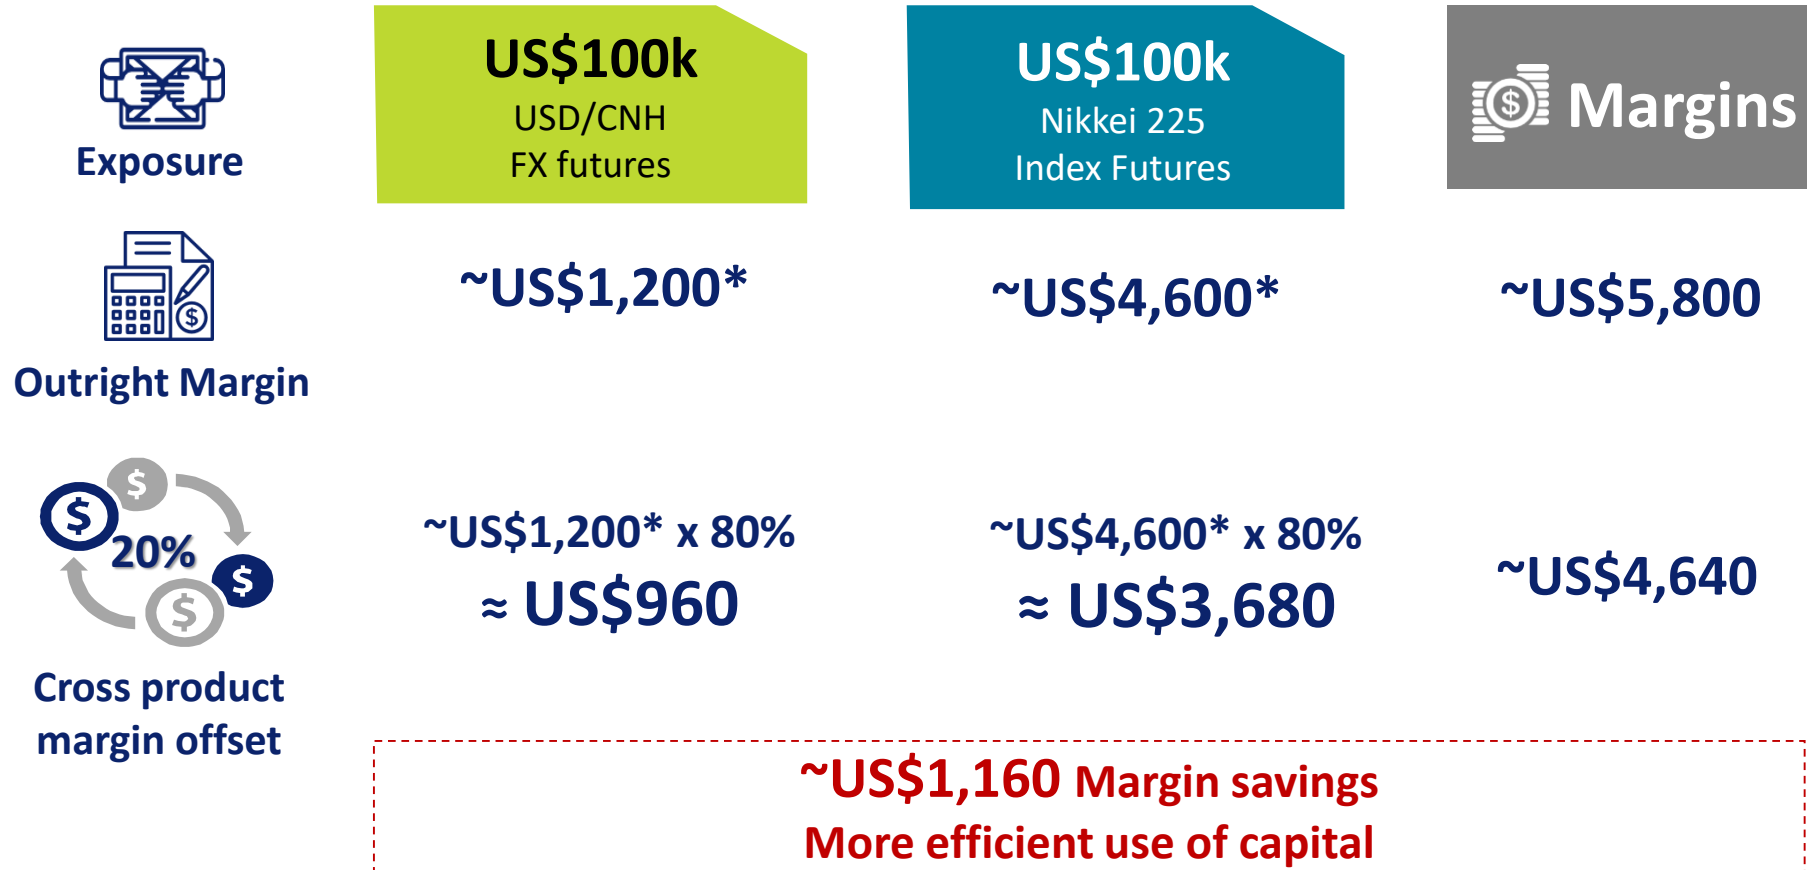 Exposure
US$100k
USD/CNH
FX futures
US$100k
Nikkei 225
Index Futures
$ Margins
Outright Margin
$
~US$1,200*
~US$4,600*
~US$5,800
$
$
20%
$
$
Cross product
margin offset
~US$1,200* x 80%
≈ US$960
~US$4,600* x 80%
≈ US$3,680
~US$4,640
~US$1,160 Margin savings
More efficient use of capital